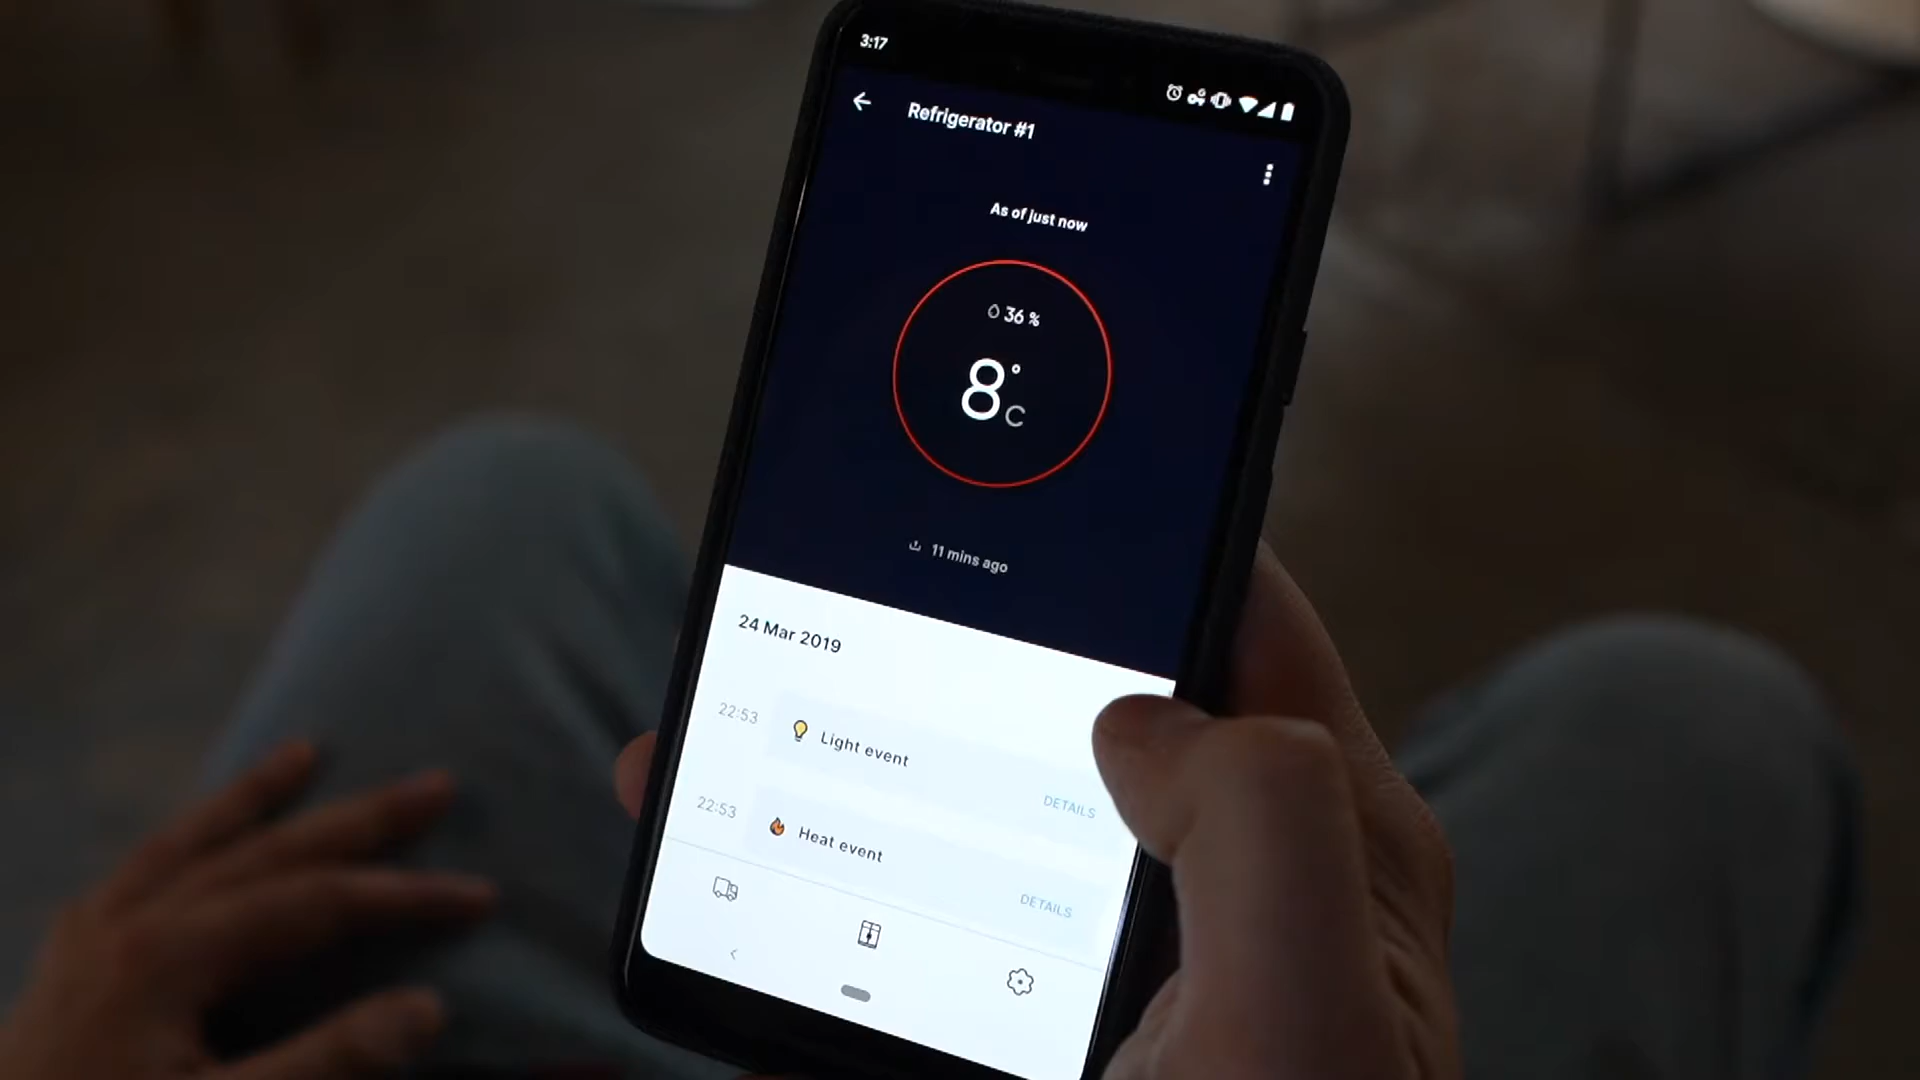 3:17
Refrigerator #1
As of just now
36 %
8°C
11 mins ago
24 Mar 2019
22:53
Light event
DETAILS
22:53
Heat event
DETAILS